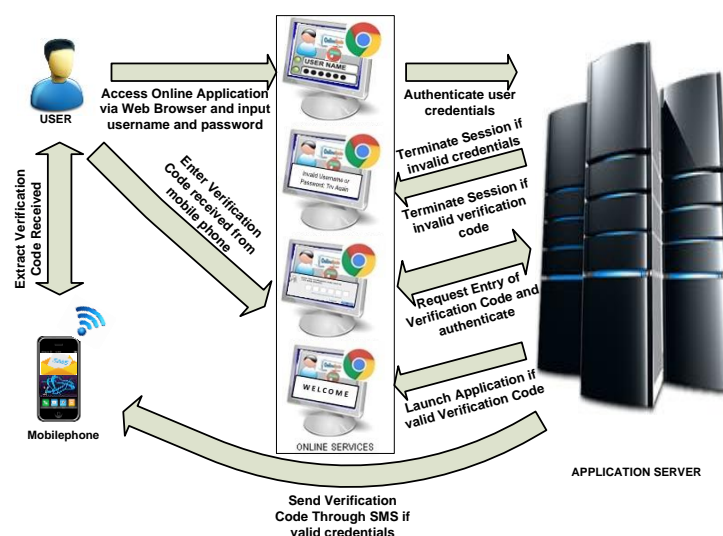 USER
Access Online Application
via Web Browser and input
username and password
USER NAME
Authenticate user
credentials
Terminate Session if
invalid credentials
Invalid Username or
Password: Try Again
Terminate Session if
invalid verification
code
Enter Verification
Code received from
mobile phone
Extract Verification
Code Received
Request Entry of
Verification Code and
authenticate
SMS
Mobilephone
WELCOME
Launch Application if
valid Verification Code
ONLINE SERVICES
APPLICATION SERVER
Send Verification
Code Through SMS if
valid credentials